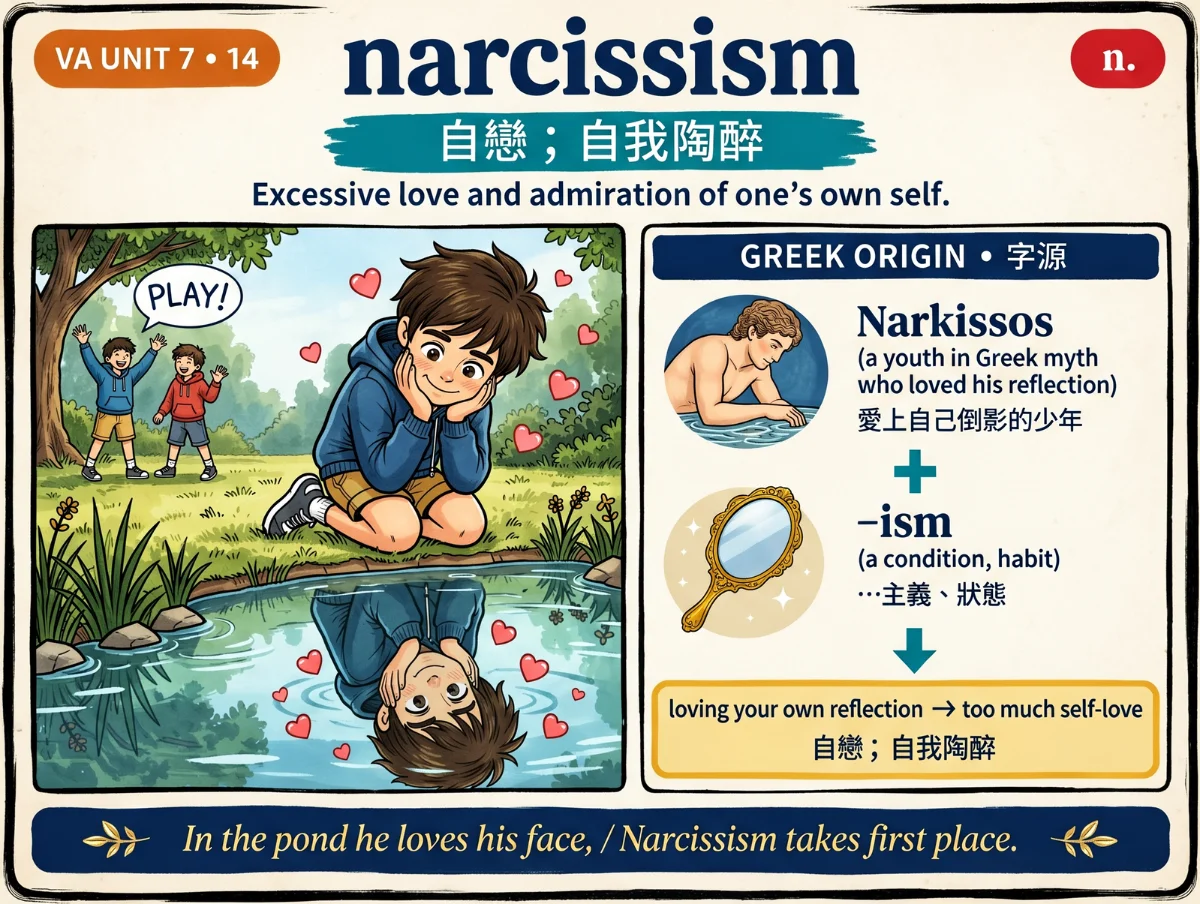 VA UNIT 7 • 14
narcissism
n.
自戀；自我陶醉
Excessive love and admiration of one's own self.
PLAY!
GREEK ORIGIN • 字源
Narkissos
(a youth in Greek myth
who loved his reflection)
愛上自己倒影的少年
+
–ism
(a condition, habit)
⋯主義、狀態
loving your own reflection → too much self-love
自戀；自我陶醉
In the pond he loves his face, / Narcissism takes first place.